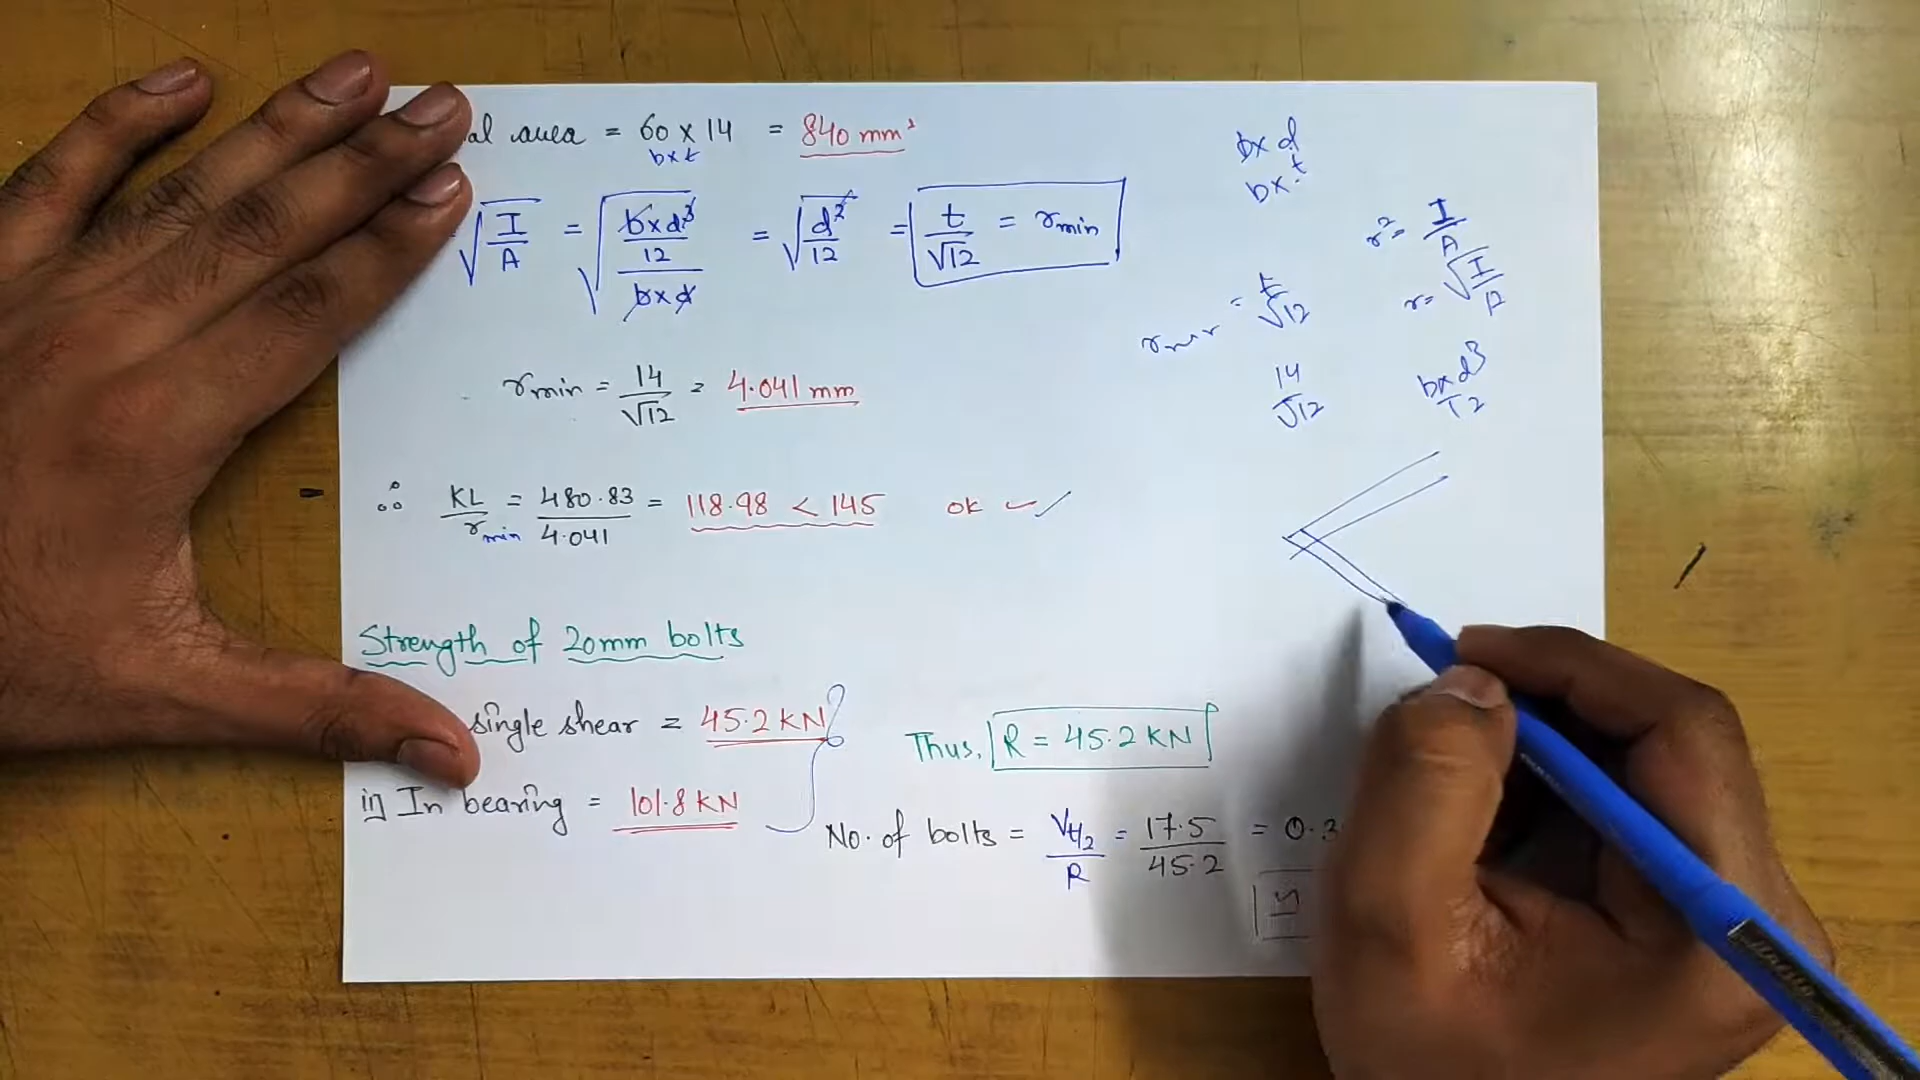 al area = 60 x 14 = 840 mm²
b x t
√(I/A) = √((b x d³/12)/(b x d)) = √(d²/12) = t/√12 = rmin
rmin = 14/√12 = 4.041 mm
∴ KL/rmin = 480.83/4.041 = 118.98 < 145 ok ✓
Strength of 20mm bolts
single shear = 45.2 KN
ii) In bearing = 101.8 KN
Thus, R = 45.2 KN
No. of bolts = Vt/2/R = 17.5/45.2 = 0.3
b x d
b x t
r² = I/A
r = √(I/A)
= t/√12
14/√12
b x d³/12